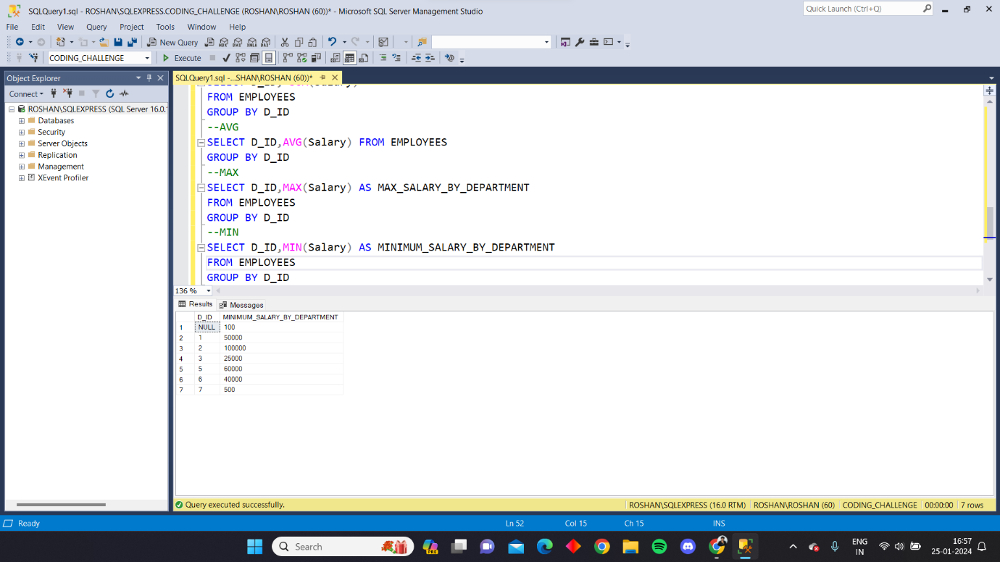 SQLQuery1.sql - ROSHAN\SQLEXPRESS.CODING_CHALLENGE (ROSHAN\ROSHAN (60))* - Microsoft SQL Server Management Studio
Quick Launch (Ctrl+Q)
File Edit View Query Project Tools Window Help
New Query
MDX DMX XMLA DAX
CODING_CHALLENGE
Execute
Object Explorer
SQLQuery1.sql -...SHAN\ROSHAN (60))*
Connect
ROSHAN\SQLEXPRESS (SQL Server 16.0.
Databases
Security
Server Objects
Replication
Management
XEvent Profiler
FROM EMPLOYEES
GROUP BY D_ID
--AVG
SELECT D_ID,AVG(Salary) FROM EMPLOYEES
GROUP BY D_ID
--MAX
SELECT D_ID,MAX(Salary) AS MAX_SALARY_BY_DEPARTMENT
FROM EMPLOYEES
GROUP BY D_ID
--MIN
SELECT D_ID,MIN(Salary) AS MINIMUM_SALARY_BY_DEPARTMENT
FROM EMPLOYEES
GROUP BY D_ID
136 %
Results Messages
D_ID MINIMUM_SALARY_BY_DEPARTMENT
1 NULL 100
2 1 50000
3 2 100000
4 3 25000
5 5 60000
6 6 40000
7 7 500
Query executed successfully. ROSHAN\SQLEXPRESS (16.0 RTM) ROSHAN\ROSHAN (60) CODING_CHALLENGE 00:00:00 7 rows
Ready Ln 52 Col 15 Ch 15 INS
Search
PRE
ENG
IN
16:57
25-01-2024